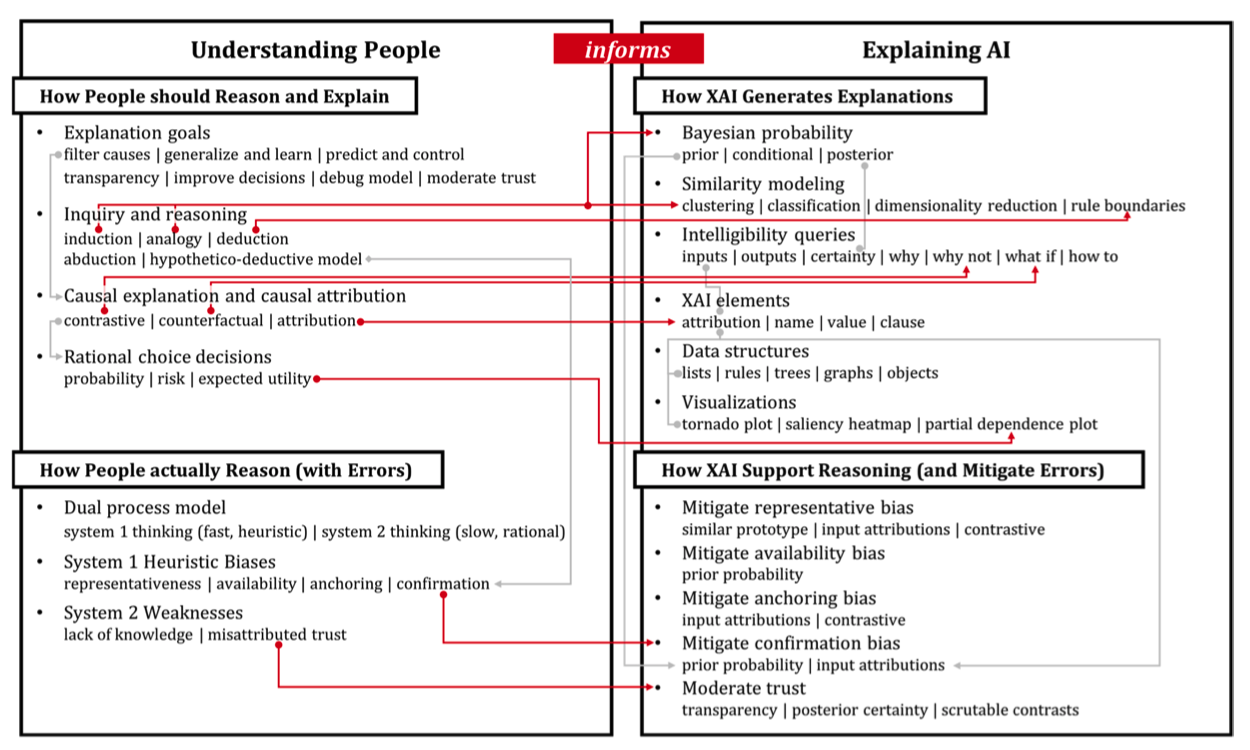 Understanding People
informs
Explaining AI
How People should Reason and Explain
• Explanation goals
filter causes | generalize and learn | predict and control
transparency | improve decisions | debug model | moderate trust
• Inquiry and reasoning
induction | analogy | deduction
abduction | hypothetico-deductive model
• Causal explanation and causal attribution
contrastive | counterfactual | attribution
• Rational choice decisions
probability | risk | expected utility
How People actually Reason (with Errors)
• Dual process model
system 1 thinking (fast, heuristic) | system 2 thinking (slow, rational)
• System 1 Heuristic Biases
representativeness | availability | anchoring | confirmation
• System 2 Weaknesses
lack of knowledge | misattributed trust
How XAI Generates Explanations
• Bayesian probability
prior | conditional | posterior
• Similarity modeling
clustering | classification | dimensionality reduction | rule boundaries
• Intelligibility queries
inputs | outputs | certainty | why | why not | what if | how to
• XAI elements
attribution | name | value | clause
• Data structures
lists | rules | trees | graphs | objects
• Visualizations
tornado plot | saliency heatmap | partial dependence plot
How XAI Support Reasoning (and Mitigate Errors)
• Mitigate representative bias
similar prototype | input attributions | contrastive
• Mitigate availability bias
prior probability
• Mitigate anchoring bias
input attributions | contrastive
• Mitigate confirmation bias
prior probability | input attributions
• Moderate trust
transparency | posterior certainty | scrutable contrasts